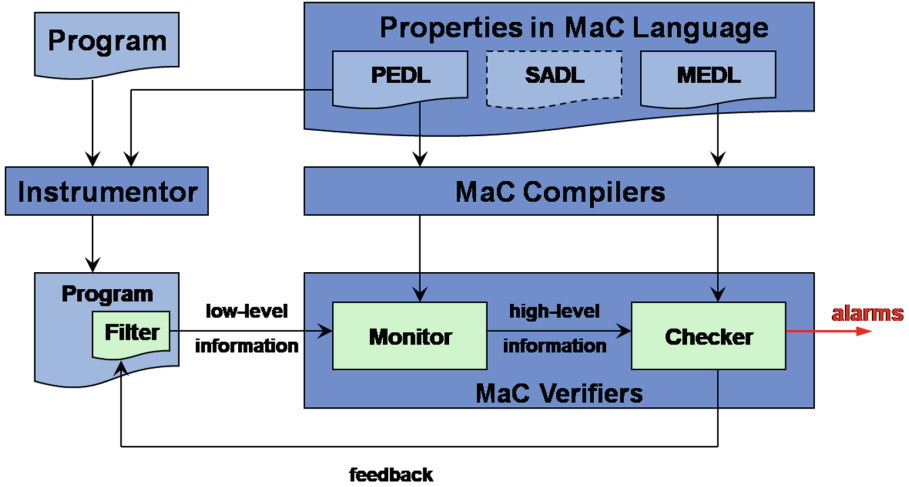 Program
Properties in MaC Language
PEDL
SADL
MEDL
Instrumentor
MaC Compilers
Program
Filter
low-level
information
Monitor
high-level
information
Checker
alarms
MaC Verifiers
feedback